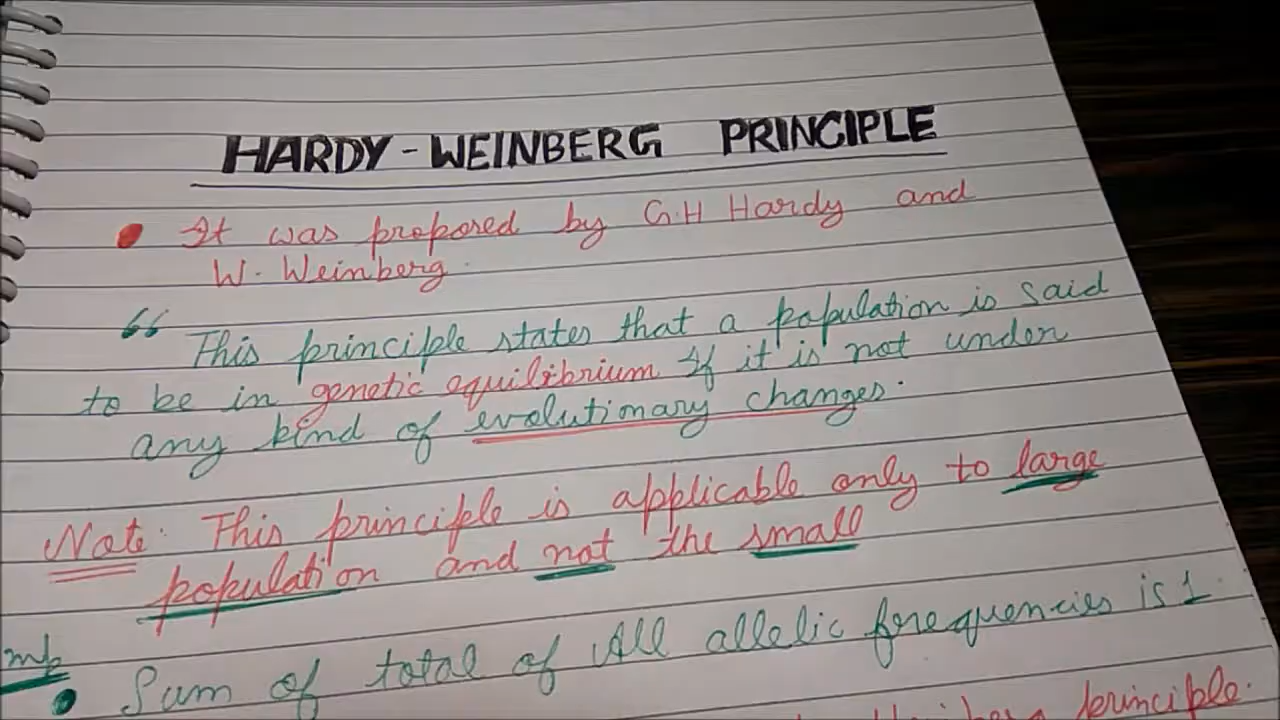 HARDY-WEINBERG PRINCIPLE
• It was proposed by G.H Hardy and
W. Weinberg.
“ This principle states that a population is said
to be in genetic equilibrium If it is not under
any kind of evolutionary changes.
Note: This principle is applicable only to large
population and not the small
• Sum of total of All allelic frequencies is 1.
principle.